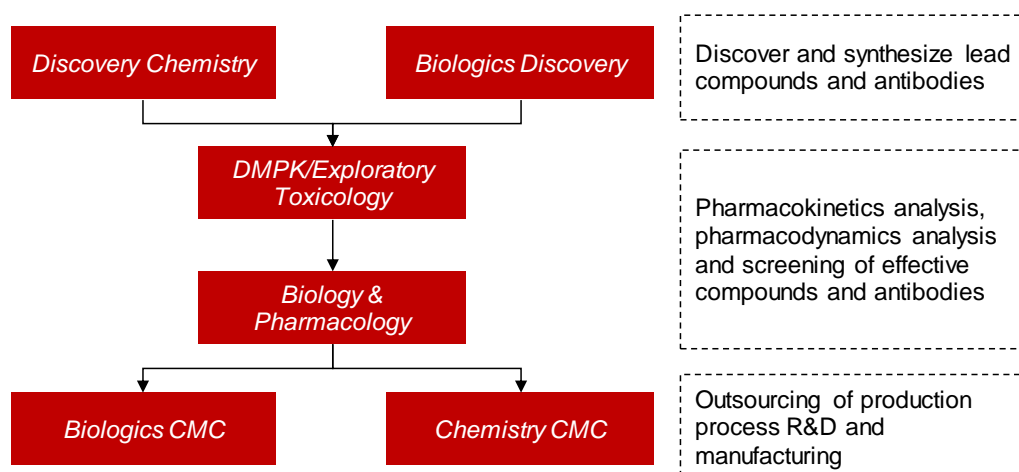 Discovery Chemistry
Biologics Discovery
Discover and synthesize lead
compounds and antibodies
DMPK/Exploratory
Toxicology
Pharmacokinetics analysis,
pharmacodynamics analysis
and screening of effective
compounds and antibodies
Biology &
Pharmacology
Biologics CMC
Chemistry CMC
Outsourcing of production
process R&D and
manufacturing